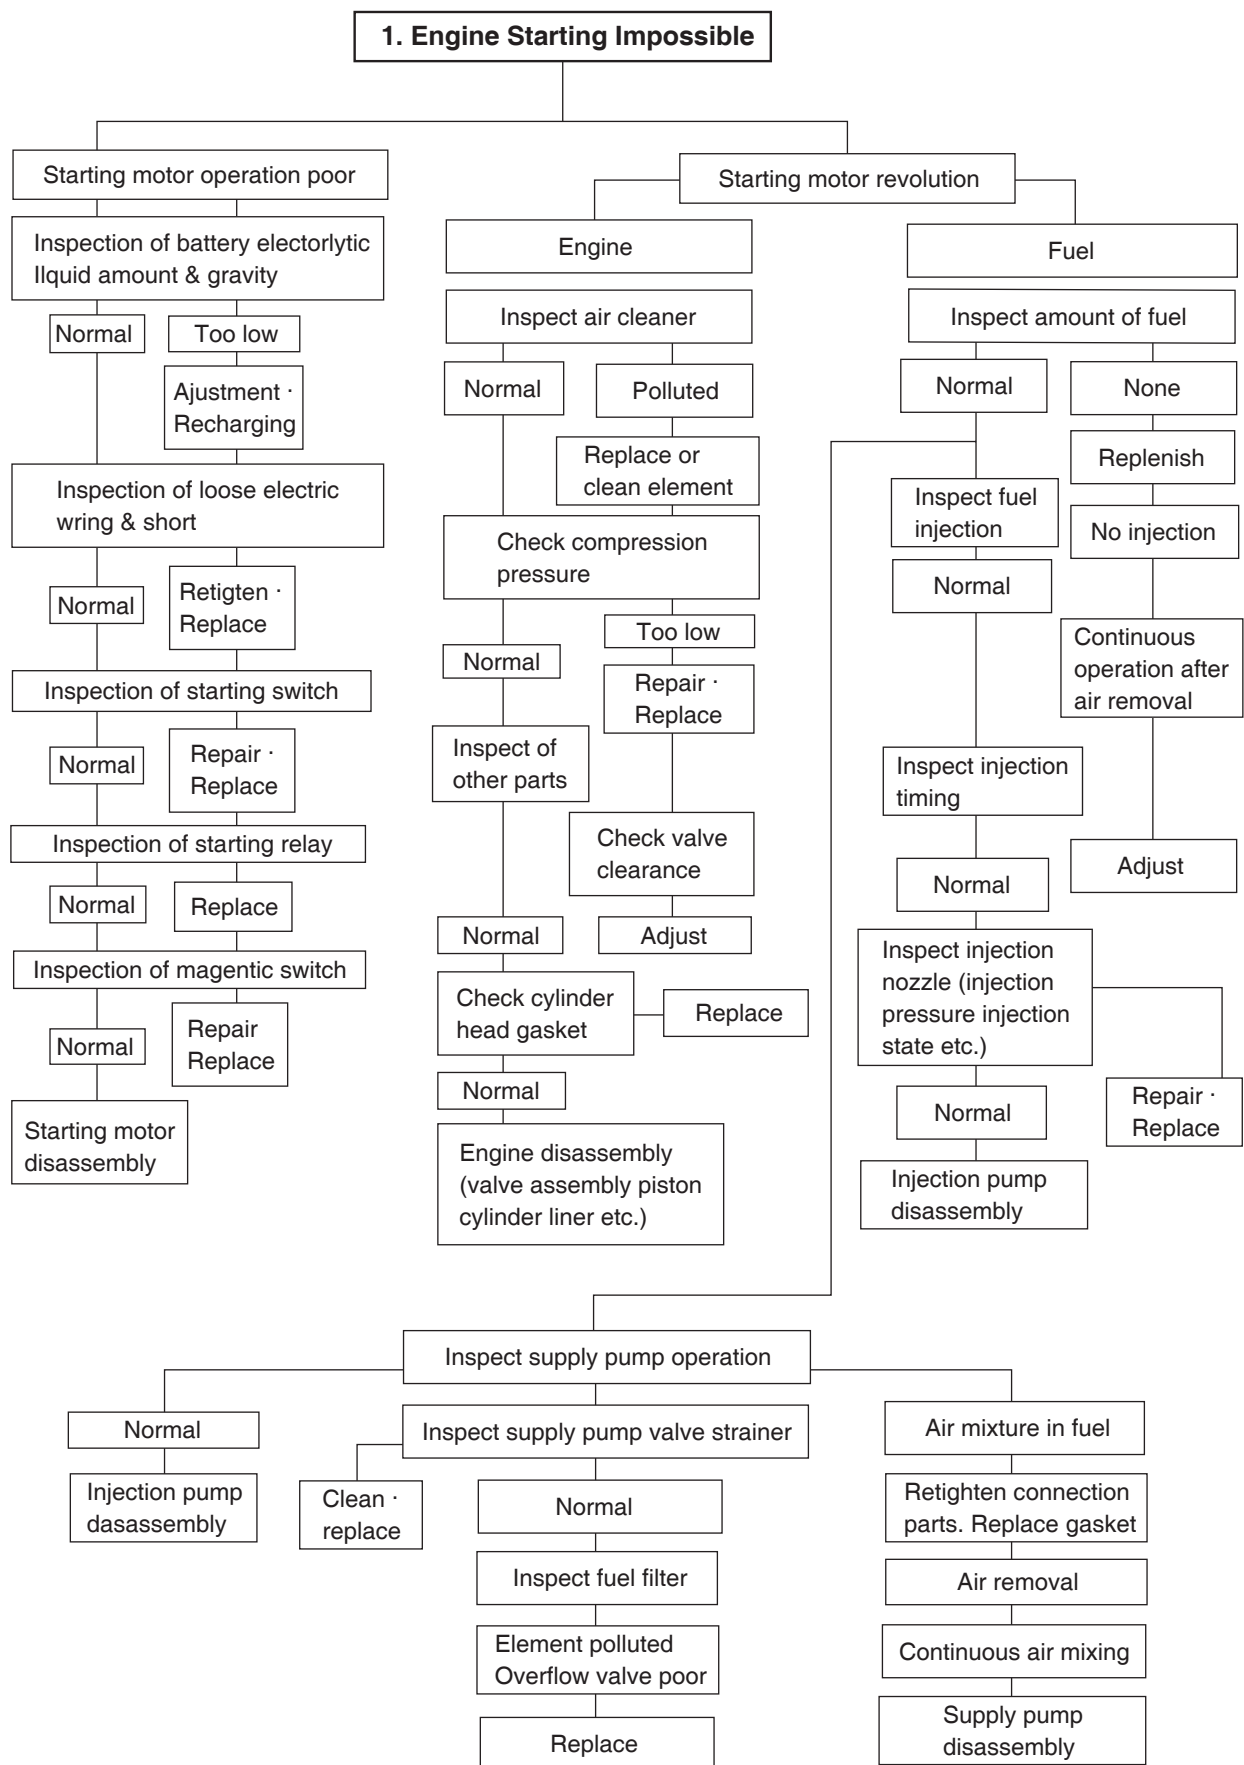 1. Engine Starting Impossible
Starting motor operation poor
Inspection of battery electorlytic
Ilquid amount & gravity
Normal
Too low
Ajustment ·
Recharging
Inspection of loose electric
wring & short
Normal
Retigten ·
Replace
Inspection of starting switch
Normal
Repair ·
Replace
Inspection of starting relay
Normal
Replace
Inspection of magentic switch
Normal
Repair
Replace
Starting motor
disassembly
Starting motor revolution
Engine
Inspect air cleaner
Normal
Polluted
Replace or
clean element
Check compression
pressure
Too low
Normal
Repair ·
Replace
Inspect of
other parts
Check valve
clearance
Normal
Adjust
Check cylinder
head gasket
Replace
Normal
Engine disassembly
(valve assembly piston
cylinder liner etc.)
Fuel
Inspect amount of fuel
Normal
None
Replenish
Inspect fuel
injection
No injection
Normal
Continuous
operation after
air removal
Inspect injection
timing
Adjust
Normal
Inspect injection
nozzle (injection
pressure injection
state etc.)
Repair ·
Replace
Normal
Injection pump
disassembly
Inspect supply pump operation
Normal
Injection pump
dasassembly
Inspect supply pump valve strainer
Clean ·
replace
Normal
Inspect fuel filter
Element polluted
Overflow valve poor
Replace
Air mixture in fuel
Retighten connection
parts. Replace gasket
Air removal
Continuous air mixing
Supply pump
disassembly